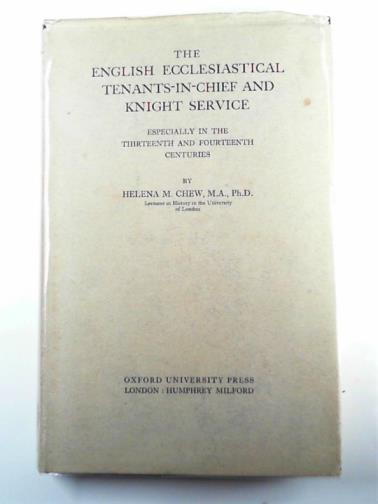 THE
ENGLISH ECCLESIASTICAL
TENANTS-IN-CHIEF AND
KNIGHT SERVICE
ESPECIALLY IN THE
THIRTEENTH AND FOURTEENTH
CENTURIES
BY
HELENA M. CHEW, M.A., Ph.D.
Lecturer in History in the University
of London
OXFORD UNIVERSITY PRESS
LONDON : HUMPHREY MILFORD